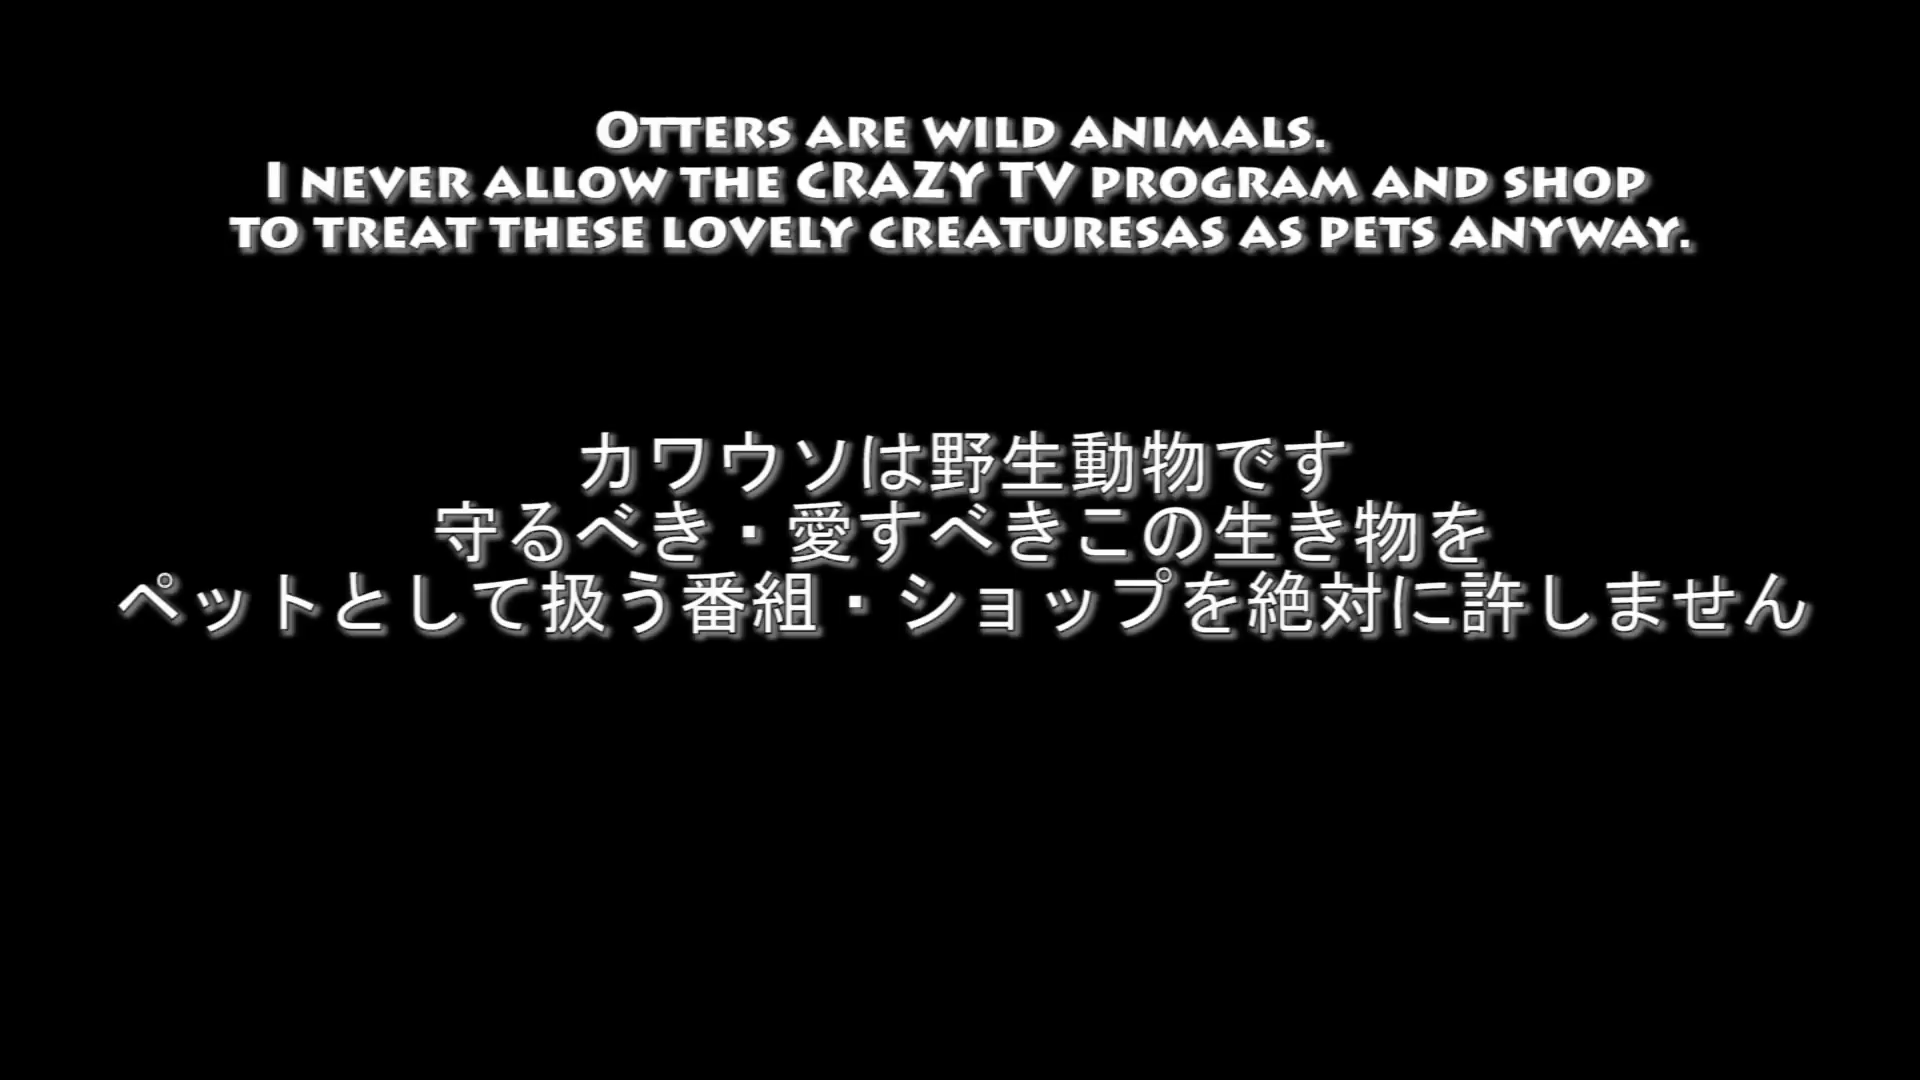 Otters are wild animals.
I never allow the CRAZY TV program and shop
to treat these lovely creaturesas as pets anyway.
カワウソは野生動物です
守るべき・愛すべきこの生き物を
ペットとして扱う番組・ショップを絶対に許しません